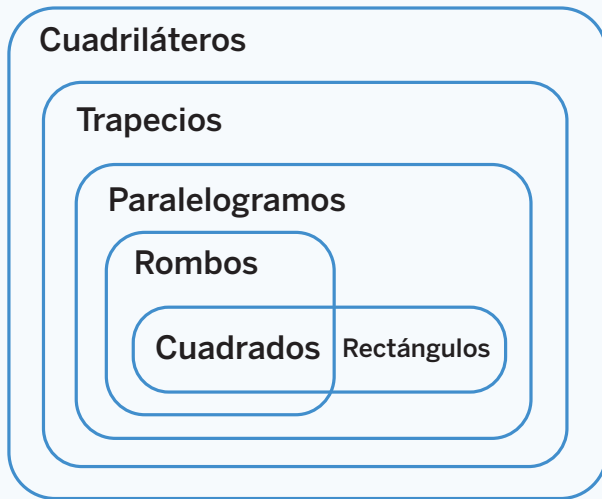 Cuadriláteros
Trapecios
Paralelogramos
Rombos
Cuadrados Rectángulos